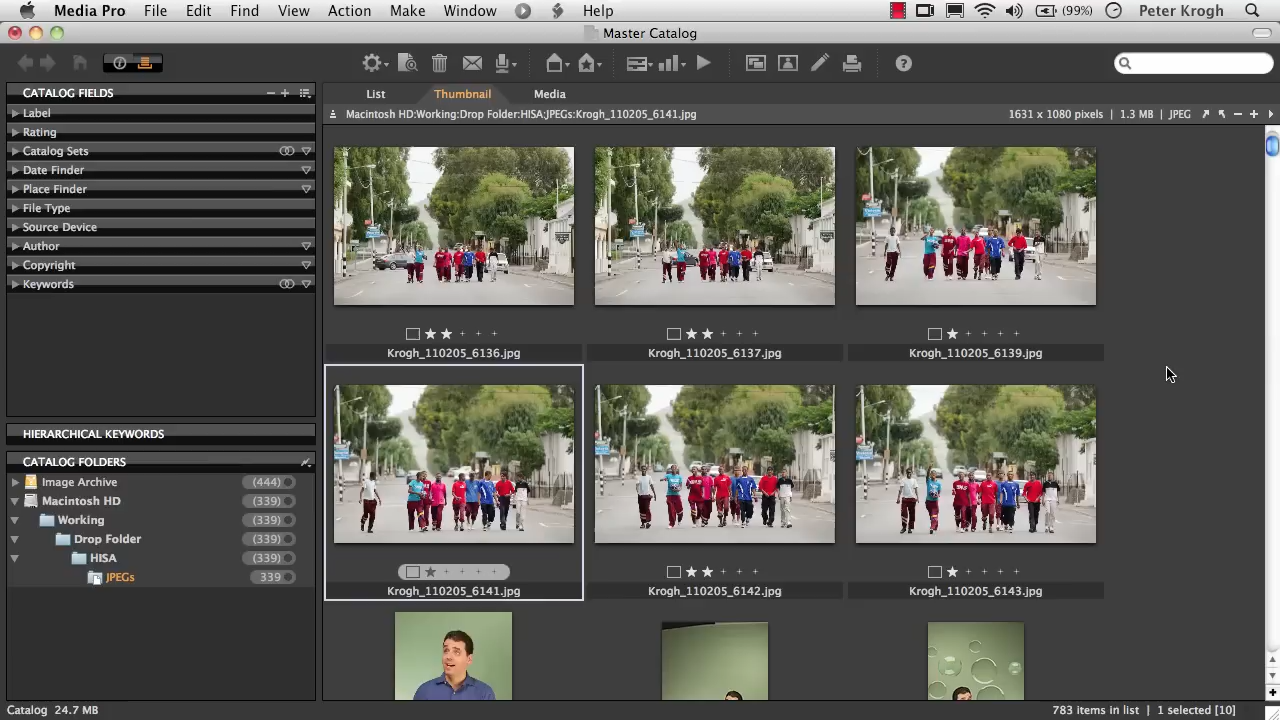 Media Pro File Edit Find View Action Make Window Help (99%) Peter Krogh
Master Catalog
CATALOG FIELDS
Label
Rating
Catalog Sets
Date Finder
Place Finder
File Type
Source Device
Author
Copyright
Keywords
HIERARCHICAL KEYWORDS
CATALOG FOLDERS
Image Archive (444)
Macintosh HD (339)
Working (339)
Drop Folder (339)
HISA (339)
JPEGs 339
List Thumbnail Media
Macintosh HD:Working:Drop Folder:HISA:JPEGs:Krogh_110205_6141.jpg 1631 x 1080 pixels | 1.3 MB | JPEG
Krogh_110205_6136.jpg Krogh_110205_6137.jpg Krogh_110205_6139.jpg
Krogh_110205_6141.jpg Krogh_110205_6142.jpg Krogh_110205_6143.jpg
Catalog 24.7 MB 783 items in list | 1 selected [10]